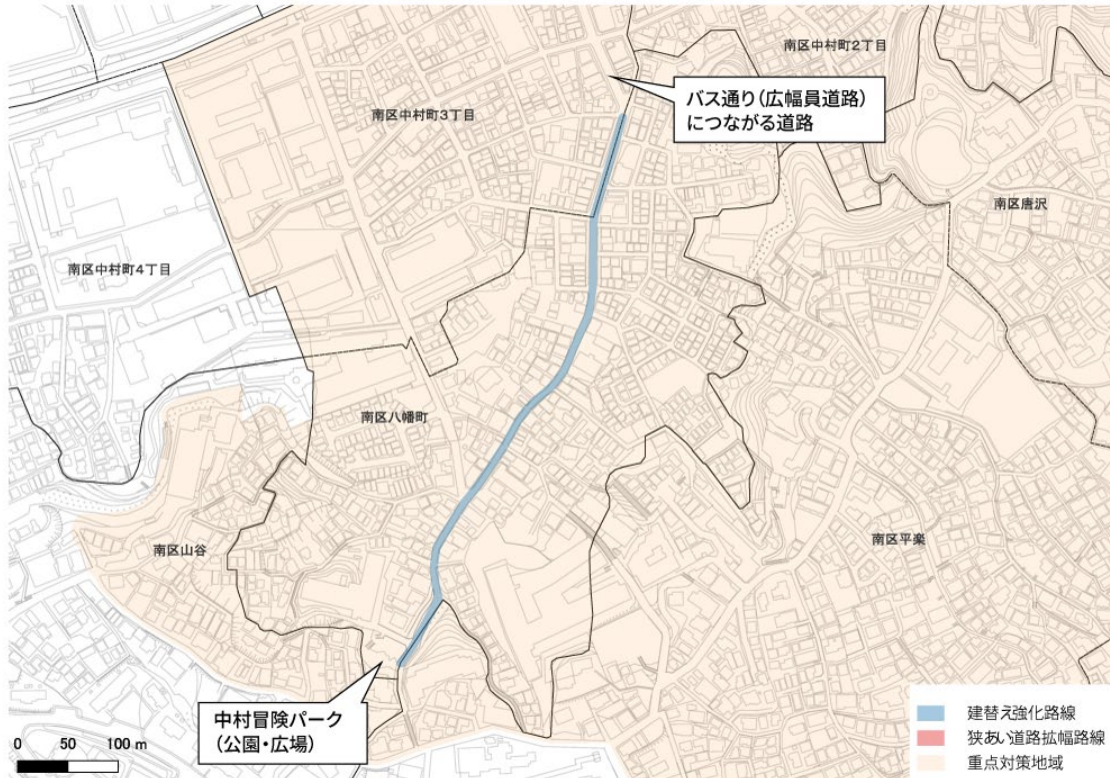 南区中村町2丁目
バス通り(広幅員道路)
につながる道路
南区中村町3丁目
南区唐沢
南区中村町4丁目
南区八幡町
南区平楽
南区山谷
中村冒険パーク
(公園・広場)
0 50 100 m
建替え強化路線
狭あい道路拡幅路線
重点対策地域